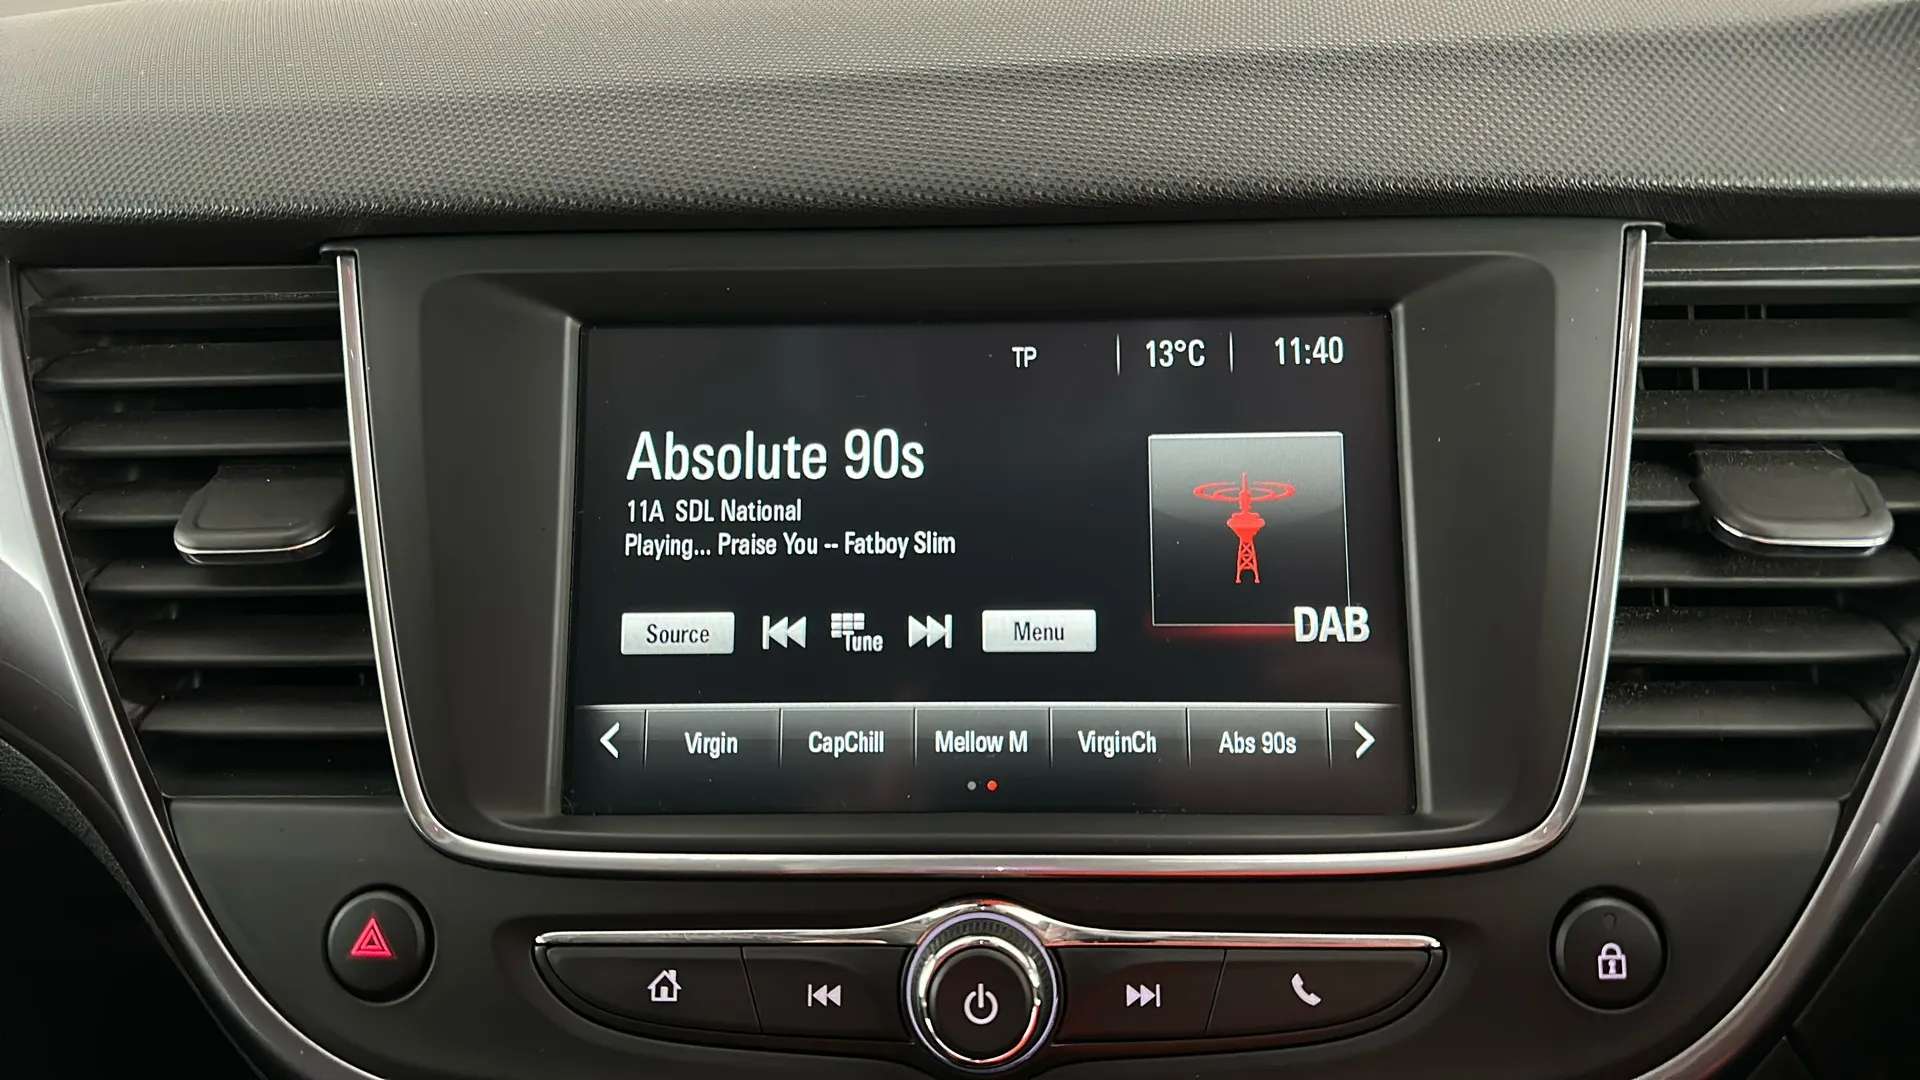 TP 13°C 11:40
Absolute 90s
11A SDL National
Playing... Praise You -- Fatboy Slim
Source Tune Menu
DAB
Virgin CapChill Mellow M VirginCh Abs 90s